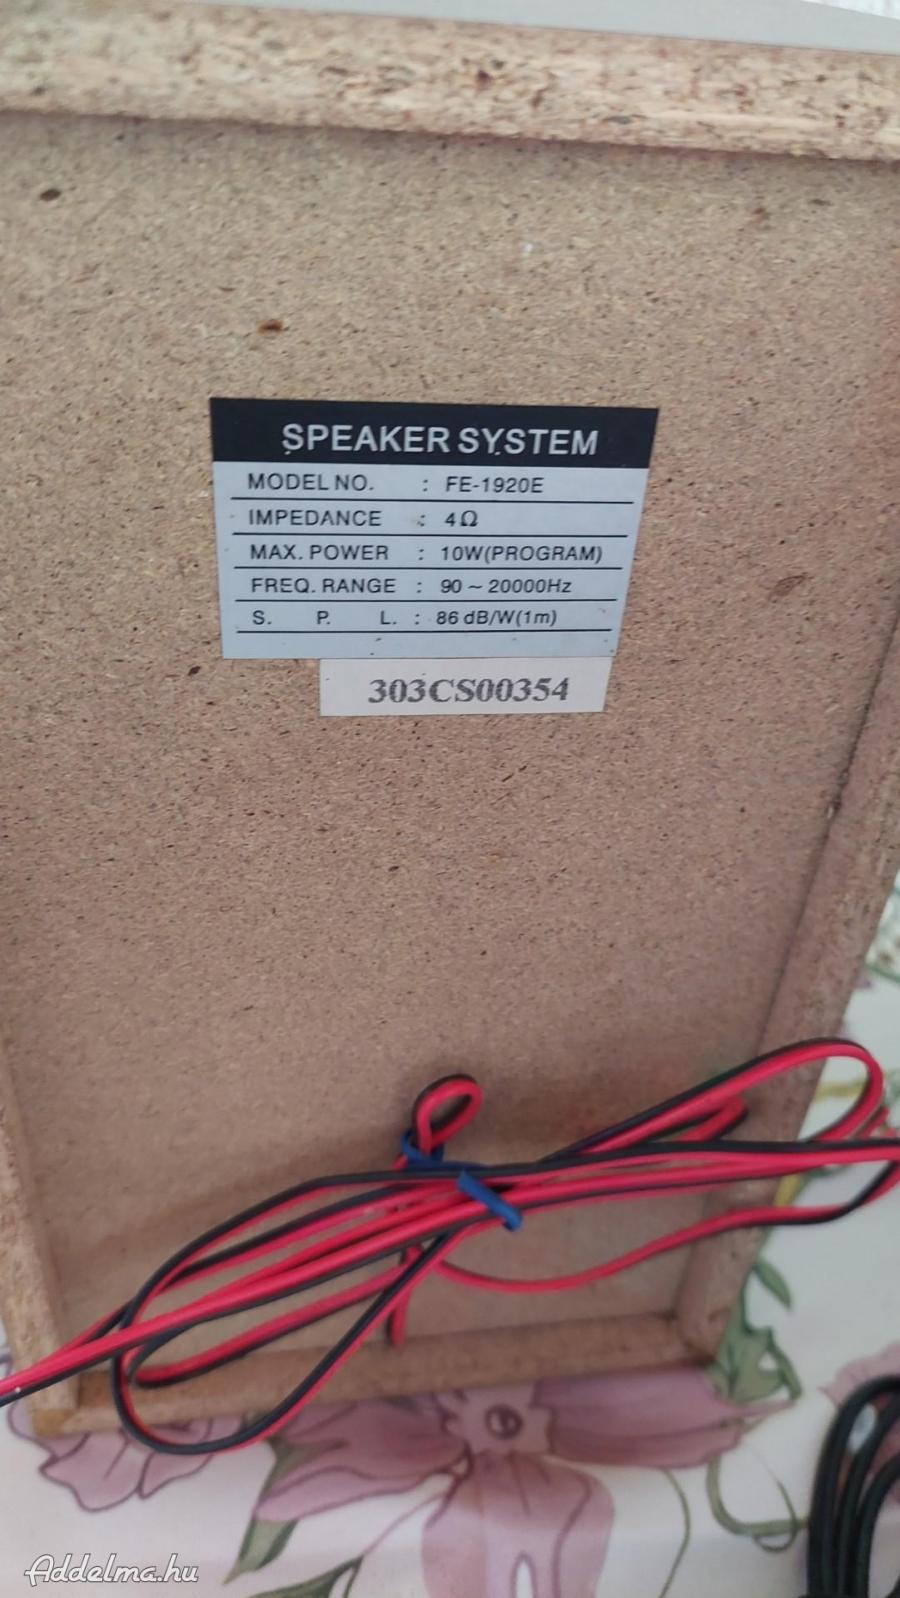 SPEAKER SYSTEM
MODEL NO. : FE-1920E
IMPEDANCE : 4Ω
MAX. POWER : 10W(PROGRAM)
FREQ. RANGE : 90 ~ 20000Hz
S. P. L. : 86 dB/W(1m)
303CS00354
Addelma.hu